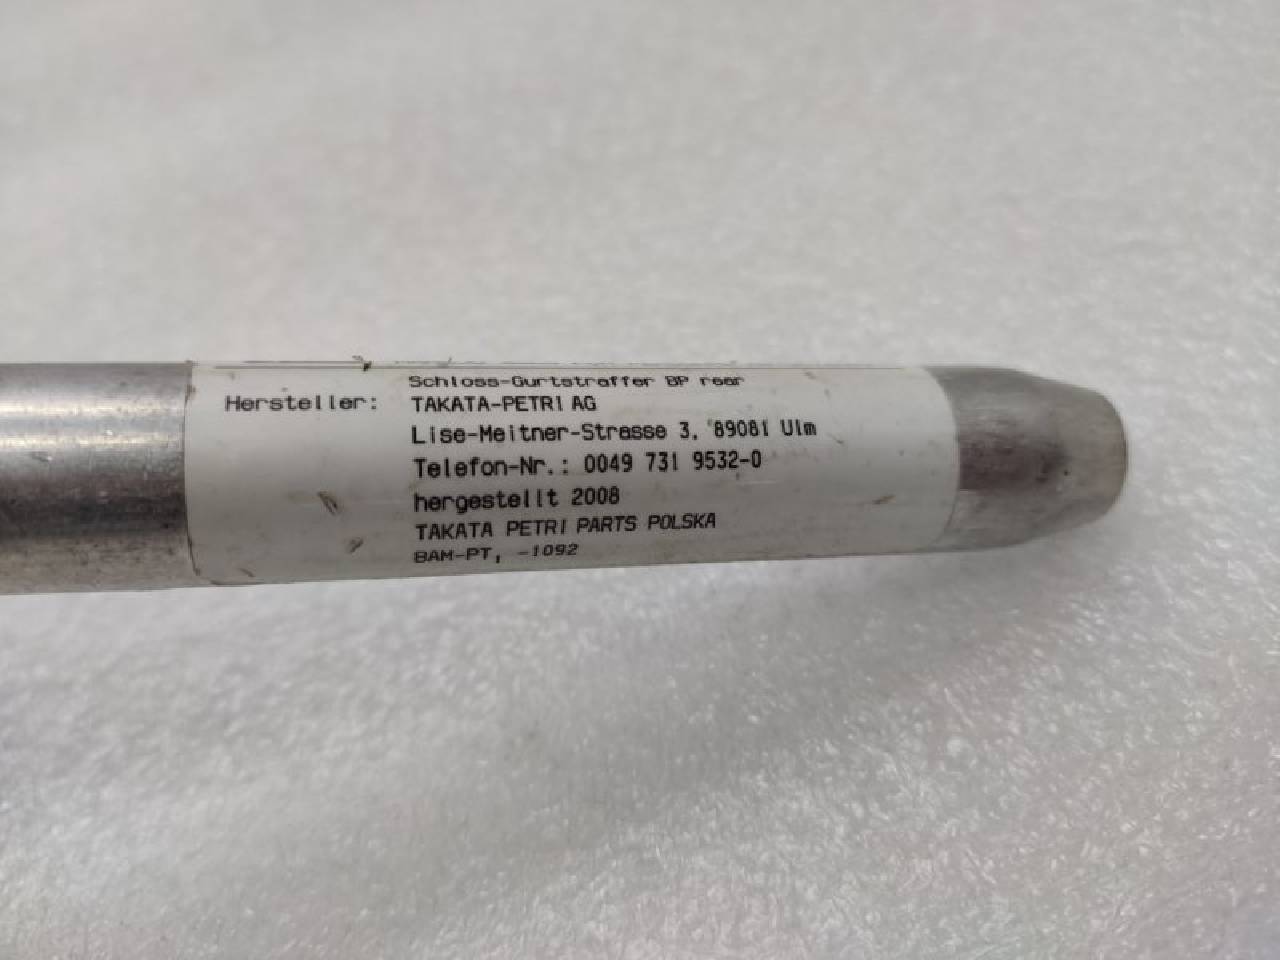 Schloss-Gurtstraffer BP rear
Hersteller: TAKATA-PETRI AG
Lise-Meitner-Strasse 3, 89081 Ulm
Telefon-Nr.: 0049 731 9532-0
hergestellt 2008
TAKATA PETRI PARTS POLSKA
BAM-PT, -1092